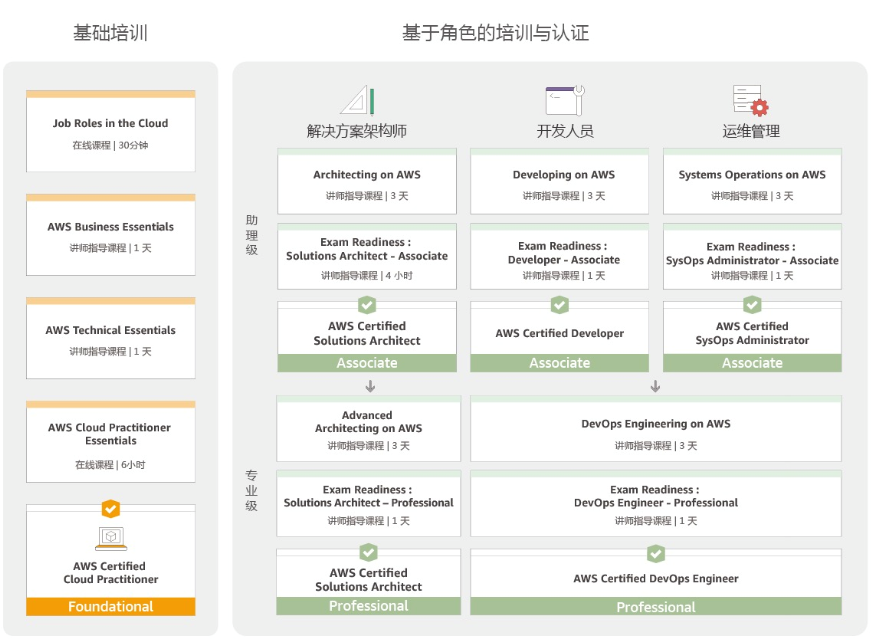 基础培训
基于角色的培训与认证
Job Roles in the Cloud
在线课程 | 30分钟
AWS Business Essentials
讲师指导课程 | 1 天
AWS Technical Essentials
讲师指导课程 | 1 天
AWS Cloud Practitioner
Essentials
在线课程 | 6小时
AWS Certified
Cloud Practitioner
Foundational
解决方案架构师
开发人员
运维管理
助理级
Architecting on AWS
讲师指导课程 | 3 天
Developing on AWS
讲师指导课程 | 3 天
Systems Operations on AWS
讲师指导课程 | 3 天
Exam Readiness :
Solutions Architect - Associate
讲师指导课程 | 4 小时
Exam Readiness :
Developer - Associate
讲师指导课程 | 1 天
Exam Readiness :
SysOps Administrator - Associate
讲师指导课程 | 1 天
AWS Certified
Solutions Architect
Associate
AWS Certified Developer
Associate
AWS Certified
SysOps Administrator
Associate
专业级
Advanced
Architecting on AWS
讲师指导课程 | 3 天
DevOps Engineering on AWS
讲师指导课程 | 3 天
Exam Readiness :
Solutions Architect – Professional
讲师指导课程 | 1 天
Exam Readiness :
DevOps Engineer - Professional
讲师指导课程 | 1 天
AWS Certified
Solutions Architect
Professional
AWS Certified DevOps Engineer
Professional